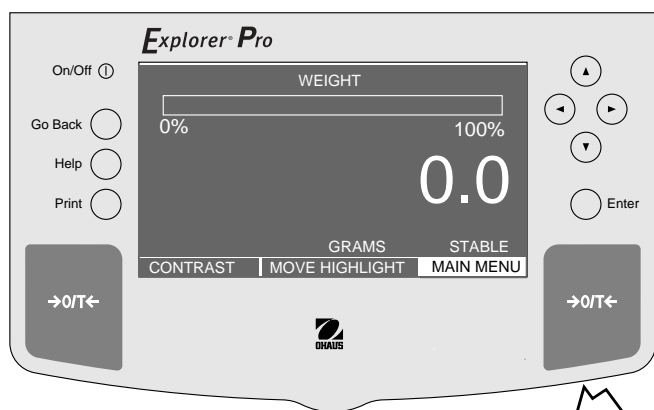 Explorer® Pro
On/Off
WEIGHT
Go Back
0% 100%
Help
0.0
Print
Enter
GRAMS STABLE
CONTRAST MOVE HIGHLIGHT MAIN MENU
→0/T← →0/T←
OHAUS